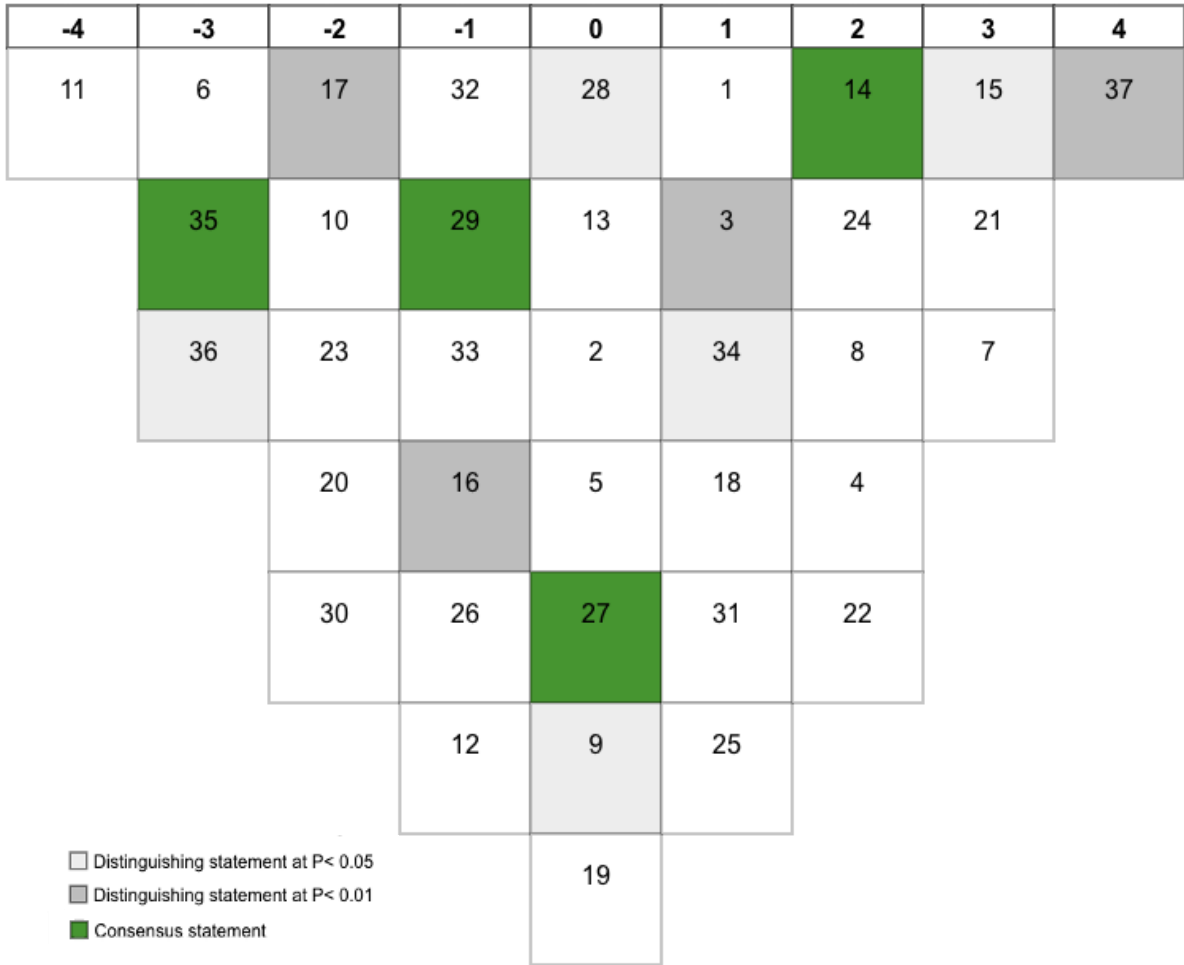 -4 -3 -2 -1 0 1 2 3 4
11 6 17 32 28 1 14 15 37
35 10 29 13 3 24 21
36 23 33 2 34 8 7
20 16 5 18 4
30 26 27 31 22
12 9 25
Distinguishing statement at P< 0.05
19
Distinguishing statement at P< 0.01
Consensus statement